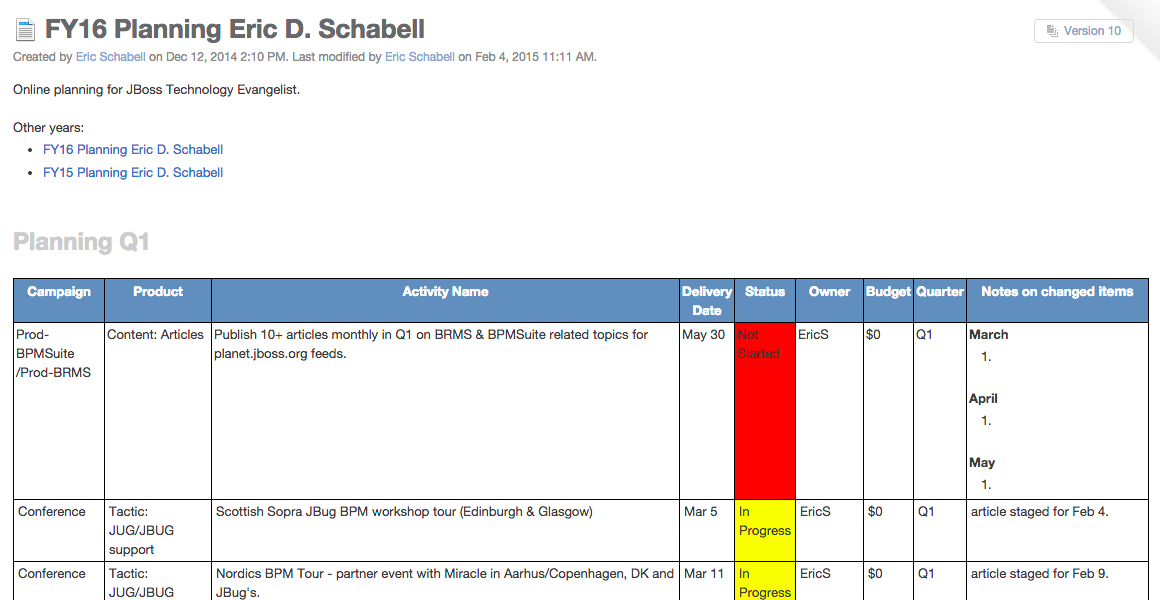 FY16 Planning Eric D. Schabell
Version 10
Created by Eric Schabell on Dec 12, 2014 2:10 PM. Last modified by Eric Schabell on Feb 4, 2015 11:11 AM.
Online planning for JBoss Technology Evangelist.
Other years:
• FY16 Planning Eric D. Schabell
• FY15 Planning Eric D. Schabell
Planning Q1
Campaign Product Activity Name Delivery Date Status Owner Budget Quarter Notes on changed items
Prod-BPMSuite /Prod-BRMS Content: Articles Publish 10+ articles monthly in Q1 on BRMS & BPMSuite related topics for planet.jboss.org feeds. May 30 Not Started EricS $0 Q1 March
1.
April
1.
May
1.
Conference Tactic: JUG/JBUG support Scottish Sopra JBug BPM workshop tour (Edinburgh & Glasgow) Mar 5 In Progress EricS $0 Q1 article staged for Feb 4.
Conference Tactic: JUG/JBUG Nordics BPM Tour - partner event with Miracle in Aarhus/Copenhagen, DK and JBug's. Mar 11 In Progress EricS $0 Q1 article staged for Feb 9.